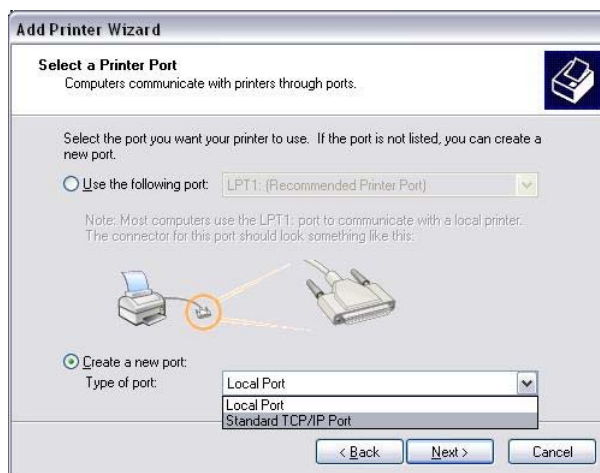 Add Printer Wizard
Select a Printer Port
Computers communicate with printers through ports.
Select the port you want your printer to use. If the port is not listed, you can create a
new port.
Use the following port: LPT1: (Recommended Printer Port)
Note: Most computers use the LPT1: port to communicate with a local printer.
The connector for this port should look something like this:
Create a new port:
Type of port: Local Port
Local Port
Standard TCP/IP Port
< Back Next > Cancel